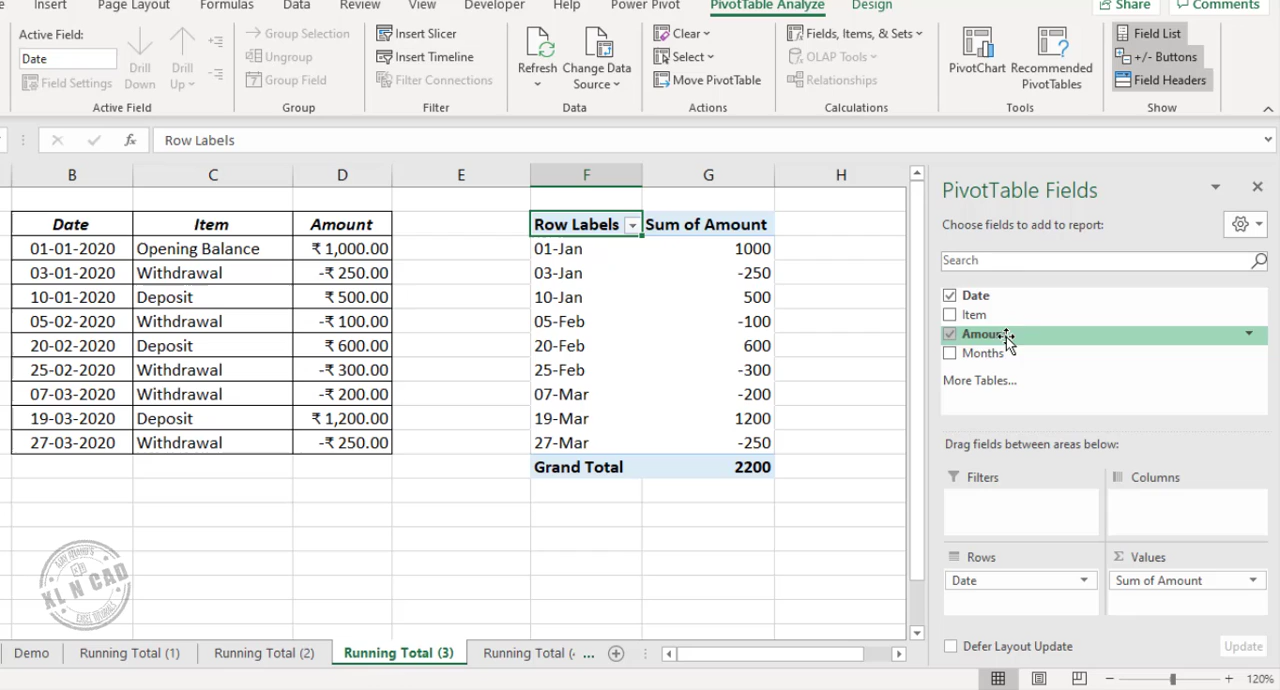 Insert Page Layout Formulas Data Review View Developer Help Power Pivot PivotTable Analyze Design Share Comments
Active Field:
Date
Field Settings
Drill Down
Drill Up
Active Field
Group Selection
Ungroup
Group Field
Group
Insert Slicer
Insert Timeline
Filter Connections
Filter
Refresh
Change Data Source
Data
Clear
Select
Move PivotTable
Actions
Fields, Items, & Sets
OLAP Tools
Relationships
Calculations
PivotChart
Recommended PivotTables
Tools
Field List
+/- Buttons
Field Headers
Show
fx Row Labels
B C D E F G H
Date Item Amount
01-01-2020 Opening Balance ₹ 1,000.00
03-01-2020 Withdrawal -₹ 250.00
10-01-2020 Deposit ₹ 500.00
05-02-2020 Withdrawal -₹ 100.00
20-02-2020 Deposit ₹ 600.00
25-02-2020 Withdrawal -₹ 300.00
07-03-2020 Withdrawal -₹ 200.00
19-03-2020 Deposit ₹ 1,200.00
27-03-2020 Withdrawal -₹ 250.00
Row Labels Sum of Amount
01-Jan 1000
03-Jan -250
10-Jan 500
05-Feb -100
20-Feb 600
25-Feb -300
07-Mar -200
19-Mar 1200
27-Mar -250
Grand Total 2200
PivotTable Fields
Choose fields to add to report:
Search
Date
Item
Months
More Tables...
Drag fields between areas below:
Filters
Columns
Rows
Date
Σ Values
Sum of Amount
Defer Layout Update Update
XL N CAD
Demo Running Total (1) Running Total (2) Running Total (3) Running Total (4 ...
120%